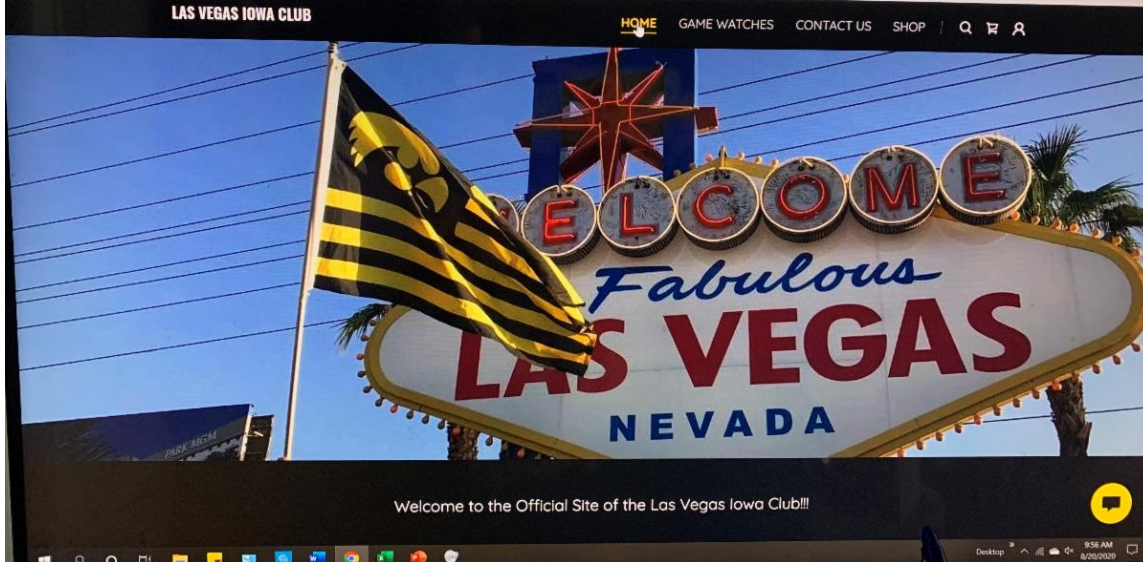 LAS VEGAS IOWA CLUB
HOME GAME WATCHES CONTACT US SHOP
WELCOME
Fabulous
LAS VEGAS
NEVADA
PARK MGM
Welcome to the Official Site of the Las Vegas Iowa Club!!!
Desktop
9:56 AM
8/20/2020